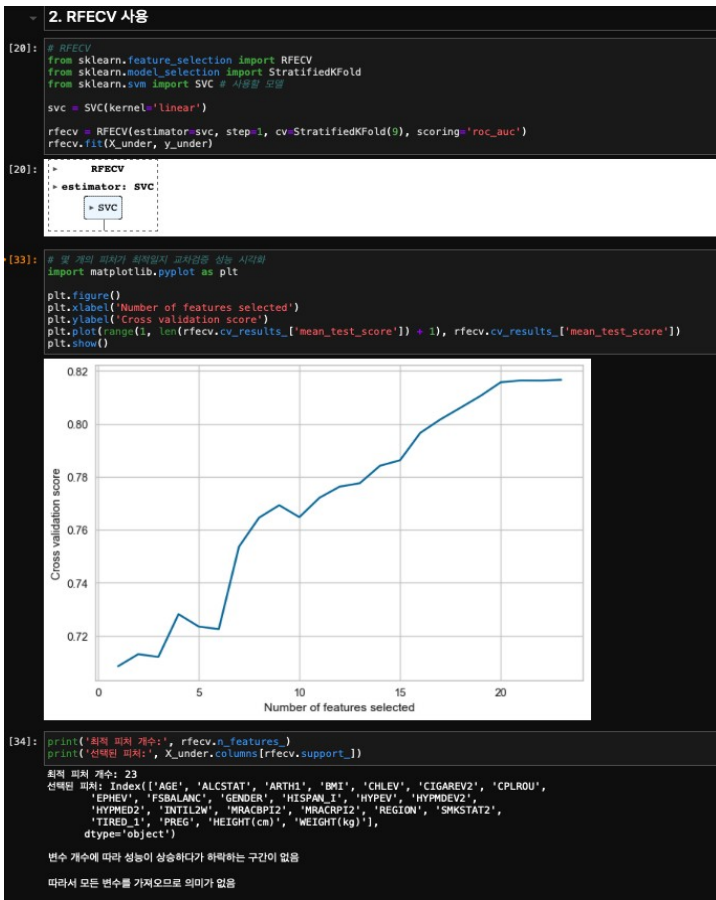 2. RFECV 사용
[20]: # RFECV
from sklearn.feature_selection import RFECV
from sklearn.model_selection import StratifiedKFold
from sklearn.svm import SVC # 사용할 모델
svc = SVC(kernel='linear')
rfecv = RFECV(estimator=svc, step=1, cv=StratifiedKFold(9), scoring='roc_auc')
rfecv.fit(X_under, y_under)
[20]: ▸ RFECV
▸ estimator: SVC
▸ SVC
[33]: # 몇 개의 피처가 최적일지 교차검증 성능 시각화
import matplotlib.pyplot as plt
plt.figure()
plt.xlabel('Number of features selected')
plt.ylabel('Cross validation score')
plt.plot(range(1, len(rfecv.cv_results_['mean_test_score']) + 1), rfecv.cv_results_['mean_test_score'])
plt.show()
0.82
0.80
0.78
0.76
0.74
0.72
Cross validation score
0 5 10 15 20
Number of features selected
[34]: print('최적 피처 개수:', rfecv.n_features_)
print('선택된 피처:', X_under.columns[rfecv.support_])
최적 피처 개수: 23
선택된 피처: Index(['AGE', 'ALCSTAT', 'ARTH1', 'BMI', 'CHLEV', 'CIGAREV2', 'CPLROU',
'EPHEV', 'FSBALANC', 'GENDER', 'HISPAN_I', 'HYPEV', 'HYPMDEV2',
'HYPMED2', 'INTIL2W', 'MRACBPI2', 'MRACRPI2', 'REGION', 'SMKSTAT2',
'TIRED_1', 'PREG', 'HEIGHT(cm)', 'WEIGHT(kg)'],
dtype='object')
변수 개수에 따라 성능이 상승하다가 하락하는 구간이 없음
따라서 모든 변수를 가져오므로 의미가 없음